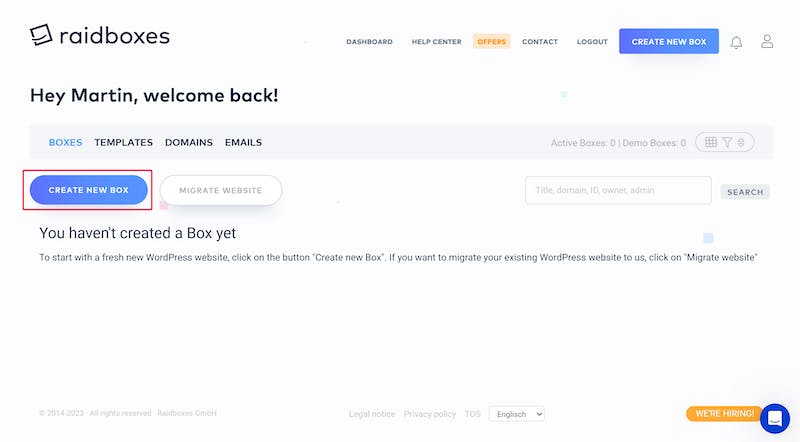 raidboxes
DASHBOARD HELP CENTER OFFERS CONTACT LOGOUT CREATE NEW BOX
Hey Martin, welcome back!
BOXES TEMPLATES DOMAINS EMAILS Active Boxes: 0 | Demo Boxes: 0
CREATE NEW BOX MIGRATE WEBSITE Title, domain, ID, owner, admin SEARCH
You haven't created a Box yet
To start with a fresh new WordPress website, click on the button "Create new Box". If you want to migrate your existing WordPress website to us, click on "Migrate website"
© 2014-2023 · All rights reserved · Raidboxes GmbH Legal notice Privacy policy TOS Englisch WE'RE HIRING!